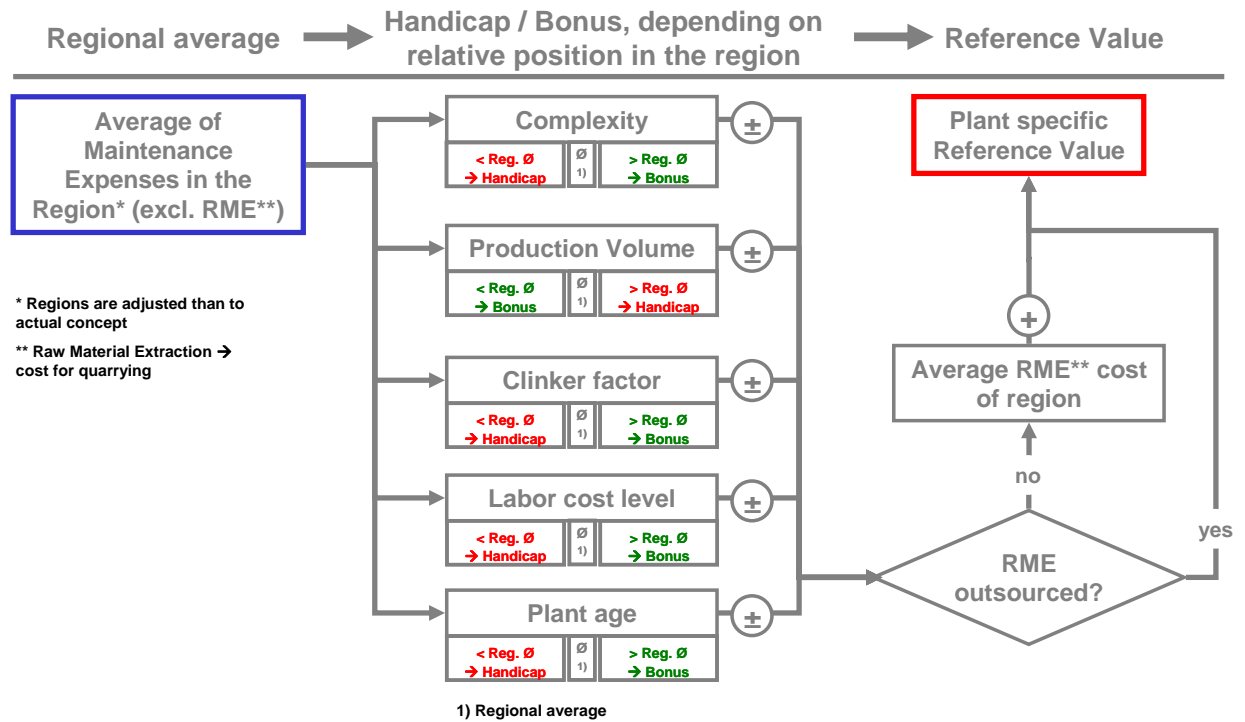 Regional average
Handicap / Bonus, depending on
relative position in the region
Reference Value
Average of
Maintenance
Expenses in the
Region* (excl. RME**)
* Regions are adjusted than to
actual concept
** Raw Material Extraction →
cost for quarrying
Complexity
< Reg. Ø
→ Handicap
Ø
1)
> Reg. Ø
→ Bonus
±
Production Volume
< Reg. Ø
→ Bonus
Ø
1)
> Reg. Ø
→ Handicap
±
Clinker factor
< Reg. Ø
→ Handicap
Ø
1)
> Reg. Ø
→ Bonus
±
Labor cost level
< Reg. Ø
→ Handicap
Ø
1)
> Reg. Ø
→ Bonus
±
Plant age
< Reg. Ø
→ Handicap
Ø
1)
> Reg. Ø
→ Bonus
±
1) Regional average
Plant specific
Reference Value
+
Average RME** cost
of region
no
yes
RME
outsourced?